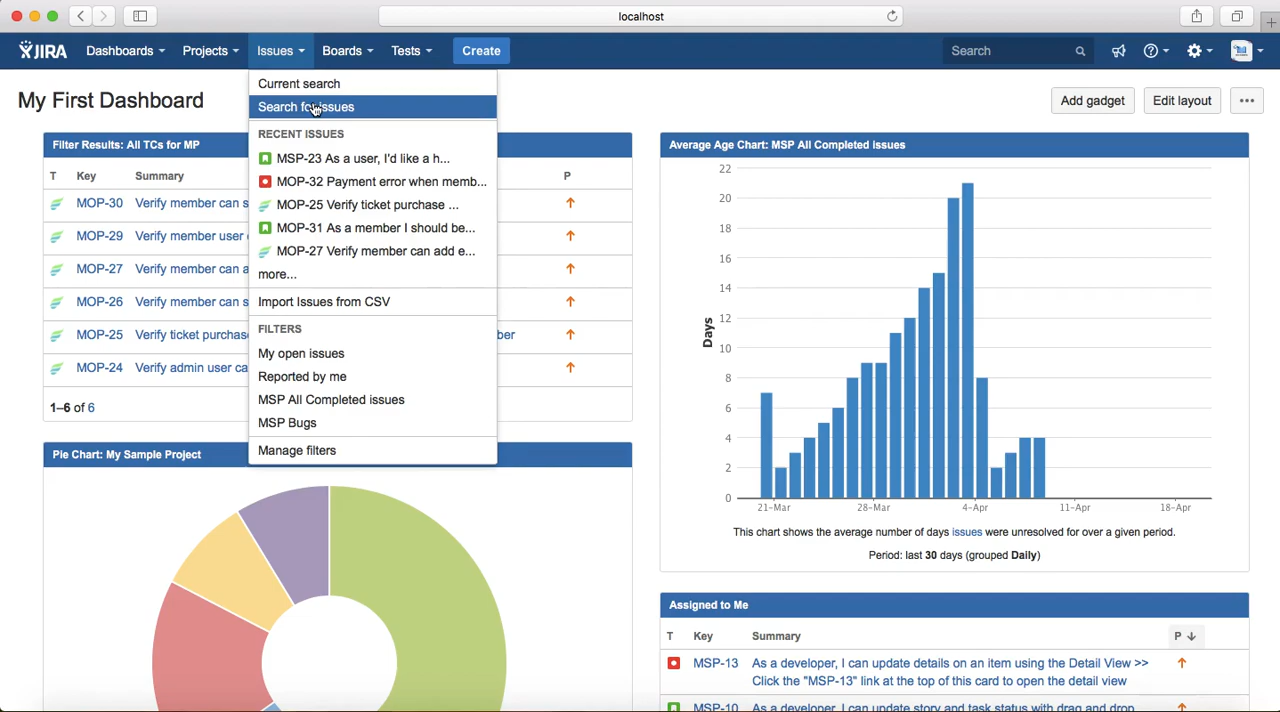 localhost
JIRA Dashboards Projects Issues Boards Tests Create Search
My First Dashboard
Add gadget Edit layout
Current search
Search for issues
RECENT ISSUES
MSP-23 As a user, I'd like a h...
MOP-32 Payment error when memb...
MOP-25 Verify ticket purchase ...
MOP-31 As a member I should be...
MOP-27 Verify member can add e...
more...
Import Issues from CSV
FILTERS
My open issues
Reported by me
MSP All Completed issues
MSP Bugs
Manage filters
Filter Results: All TCs for MP
T Key Summary P
MOP-30 Verify member can s
MOP-29 Verify member user
MOP-27 Verify member can a
MOP-26 Verify member can s
MOP-25 Verify ticket purchas ber
MOP-24 Verify admin user ca
1–6 of 6
Pie Chart: My Sample Project
Average Age Chart: MSP All Completed issues
22
20
18
16
14
12
10
8
6
4
2
0
Days
21-Mar 28-Mar 4-Apr 11-Apr 18-Apr
This chart shows the average number of days issues were unresolved for over a given period.
Period: last 30 days (grouped Daily)
Assigned to Me
T Key Summary P
MSP-13 As a developer, I can update details on an item using the Detail View >>
Click the "MSP-13" link at the top of this card to open the detail view
MSP-10 As a developer, I can update story and task status with drag and drop